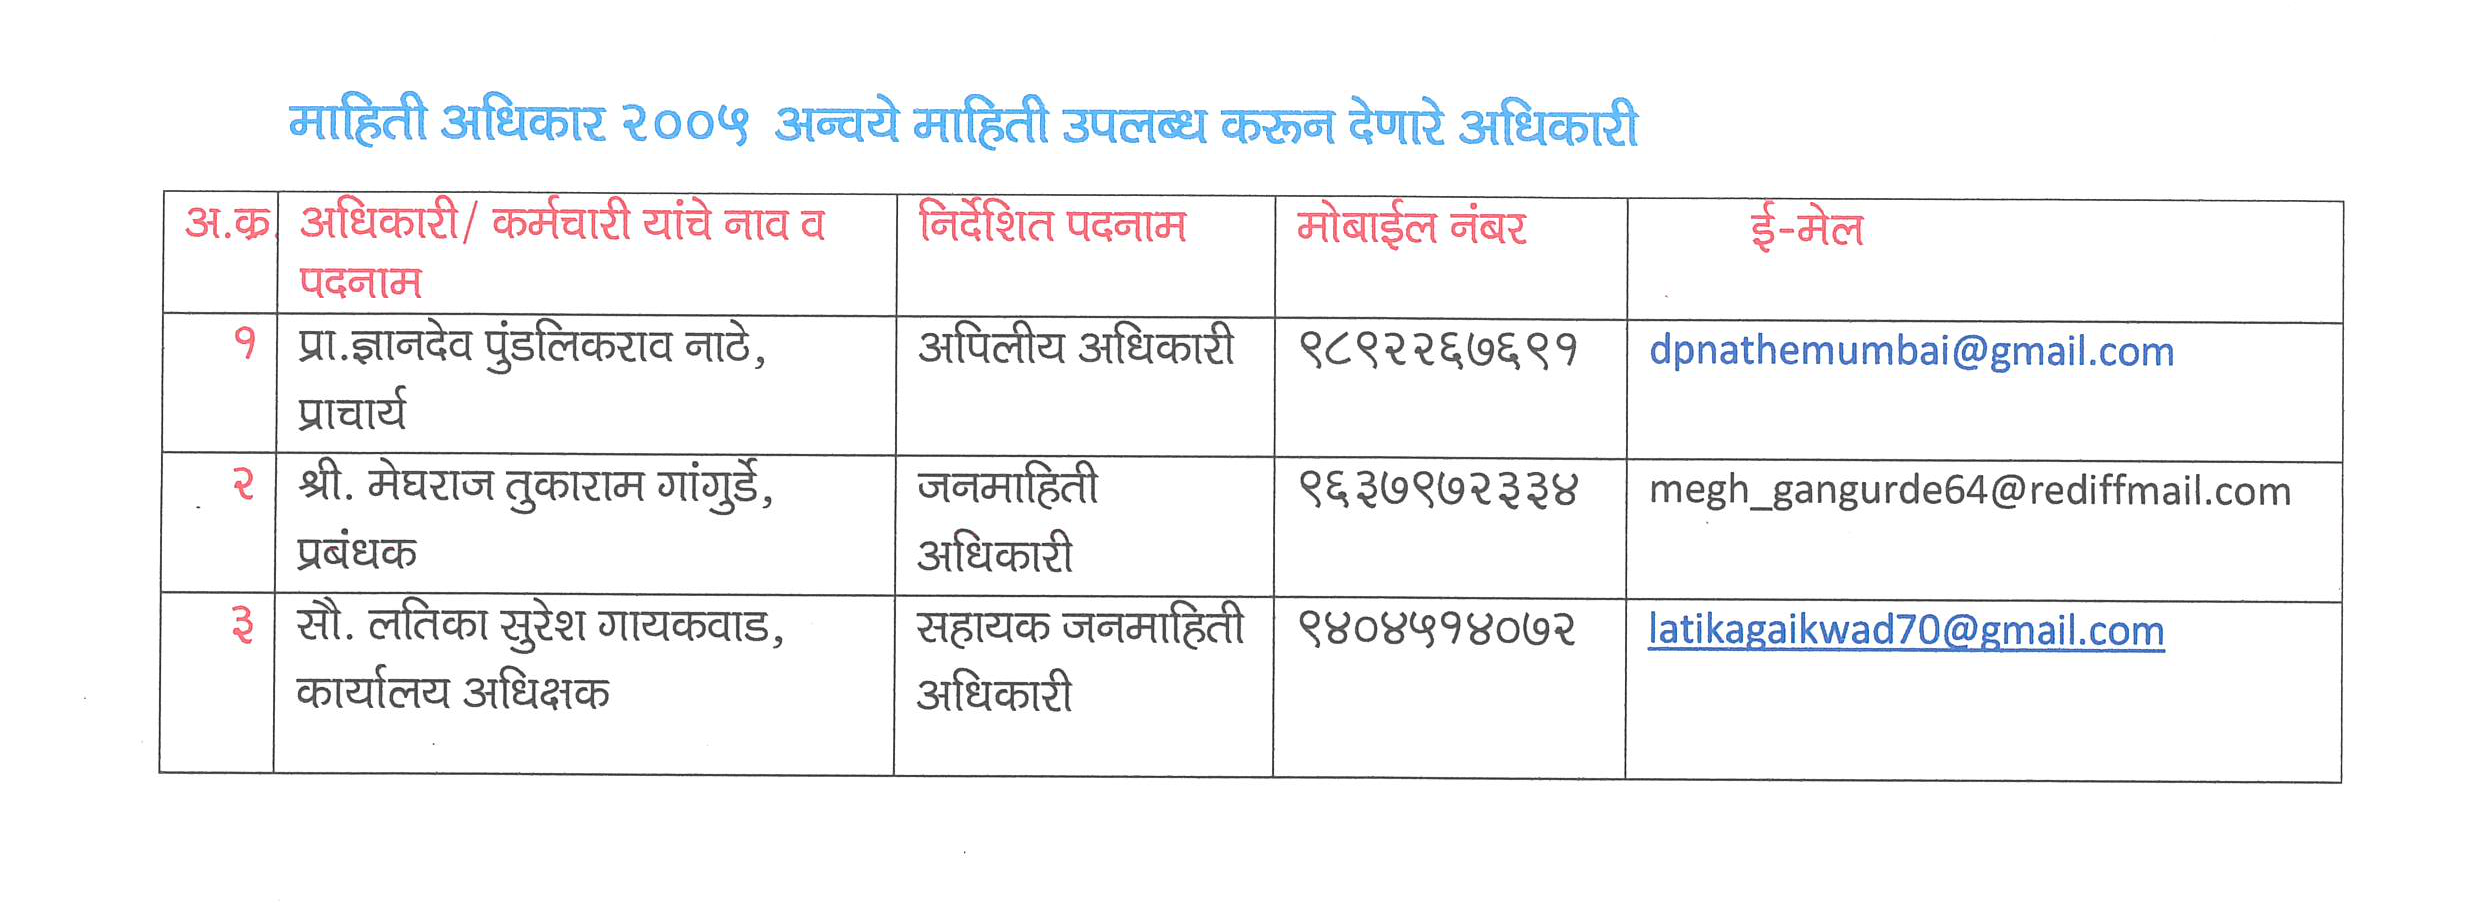 माहिती अधिकार २००५ अन्वये माहिती उपलब्ध करून देणारे अधिकारी
अ.क्र. अधिकारी/ कर्मचारी यांचे नाव व निर्देशित पदनाम मोबाईल नंबर ई-मेल
पदनाम
१ प्रा.ज्ञानदेव पुंडलिकराव नाठे, अपिलीय अधिकारी ९८९२२६७६९१ dpnathemumbai@gmail.com
प्राचार्य
२ श्री. मेघराज तुकाराम गांगुर्डे, जनमाहिती ९६३७९७२३३४ megh_gangurde64@rediffmail.com
प्रबंधक अधिकारी
३ सौ. लतिका सुरेश गायकवाड, सहायक जनमाहिती ९४०४५१४०७२ latikagaikwad70@gmail.com
कार्यालय अधिक्षक अधिकारी